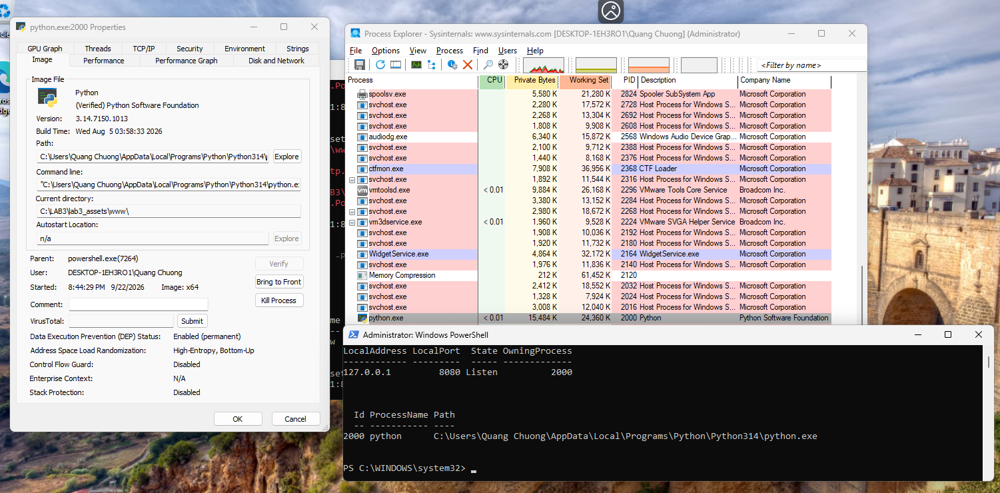 python.exe:2000 Properties
GPU Graph Threads TCP/IP Security Environment Strings
Image Performance Performance Graph Disk and Network
Image File
Python
(Verified) Python Software Foundation
Version: 3.14.7150.1013
Build Time: Wed Aug 5 03:58:33 2026
Path:
C:\Users\Quang Chuong\AppData\Local\Programs\Python\Python314\ Explore
Command line:
"C:\Users\Quang Chuong\AppData\Local\Programs\Python\Python314\python.e
Current directory:
C:\LAB3\lab3_assets\www\
Autostart Location:
n/a Explore
Parent: powershell.exe(7264) Verify
User: DESKTOP-1EH3RO1\Quang Chuong Bring to Front
Started: 8:44:29 PM 9/22/2026 Image: x64
Kill Process
Comment:
VirusTotal: Submit
Data Execution Prevention (DEP) Status: Enabled (permanent)
Address Space Load Randomization: High-Entropy, Bottom-Up
Control Flow Guard: Disabled
Enterprise Context: N/A
Stack Protection: Disabled
OK Cancel
Process Explorer - Sysinternals: www.sysinternals.com [DESKTOP-1EH3RO1\Quang Chuong] (Administrator)
File Options View Process Find Users Help
<Filter by name>
Process CPU Private Bytes Working Set PID Description Company Name
spoolsv.exe 5,580 K 21,280 K 2824 Spooler SubSystem App Microsoft Corporation
svchost.exe 2,280 K 17,572 K 2728 Host Process for Windows S... Microsoft Corporation
svchost.exe 2,268 K 13,304 K 2692 Host Process for Windows S... Microsoft Corporation
svchost.exe 1,808 K 9,908 K 2608 Host Process for Windows S... Microsoft Corporation
audiodg.exe 6,340 K 15,872 K 2568 Windows Audio Device Grap... Microsoft Corporation
svchost.exe 2,100 K 9,712 K 2388 Host Process for Windows S... Microsoft Corporation
svchost.exe 1,440 K 8,168 K 2376 Host Process for Windows S... Microsoft Corporation
ctfmon.exe 7,908 K 36,956 K 2368 CTF Loader Microsoft Corporation
svchost.exe 1,892 K 11,544 K 2316 Host Process for Windows S... Microsoft Corporation
vm vmtoolsd.exe < 0.01 9,884 K 26,168 K 2296 VMware Tools Core Service Broadcom Inc.
svchost.exe 3,380 K 13,152 K 2284 Host Process for Windows S... Microsoft Corporation
svchost.exe 2,980 K 18,672 K 2268 Host Process for Windows S... Microsoft Corporation
vm3dservice.exe < 0.01 1,960 K 9,528 K 2224 VMware SVGA Helper Service Broadcom Inc.
svchost.exe 1,908 K 10,036 K 2192 Host Process for Windows S... Microsoft Corporation
svchost.exe 1,920 K 11,732 K 2180 Host Process for Windows S... Microsoft Corporation
WidgetService.exe 4,864 K 32,172 K 2164 WidgetService.exe Microsoft Corporation
svchost.exe 1,976 K 11,836 K 2140 Host Process for Windows S... Microsoft Corporation
Memory Compression 212 K 61,452 K 2120
svchost.exe 2,412 K 18,552 K 2032 Host Process for Windows S... Microsoft Corporation
svchost.exe 1,328 K 7,924 K 2024 Host Process for Windows S... Microsoft Corporation
svchost.exe 3,008 K 12,040 K 2016 Host Process for Windows S... Microsoft Corporation
python.exe < 0.01 15,484 K 24,360 K 2000 Python Python Software Foundation
Administrator: Windows PowerShell
LocalAddress LocalPort State OwningProcess
------------ --------- ----- -------------
127.0.0.1 8080 Listen 2000
Id ProcessName Path
-- ----------- ----
2000 python C:\Users\Quang Chuong\AppData\Local\Programs\Python\Python314\python.exe
PS C:\WINDOWS\system32>